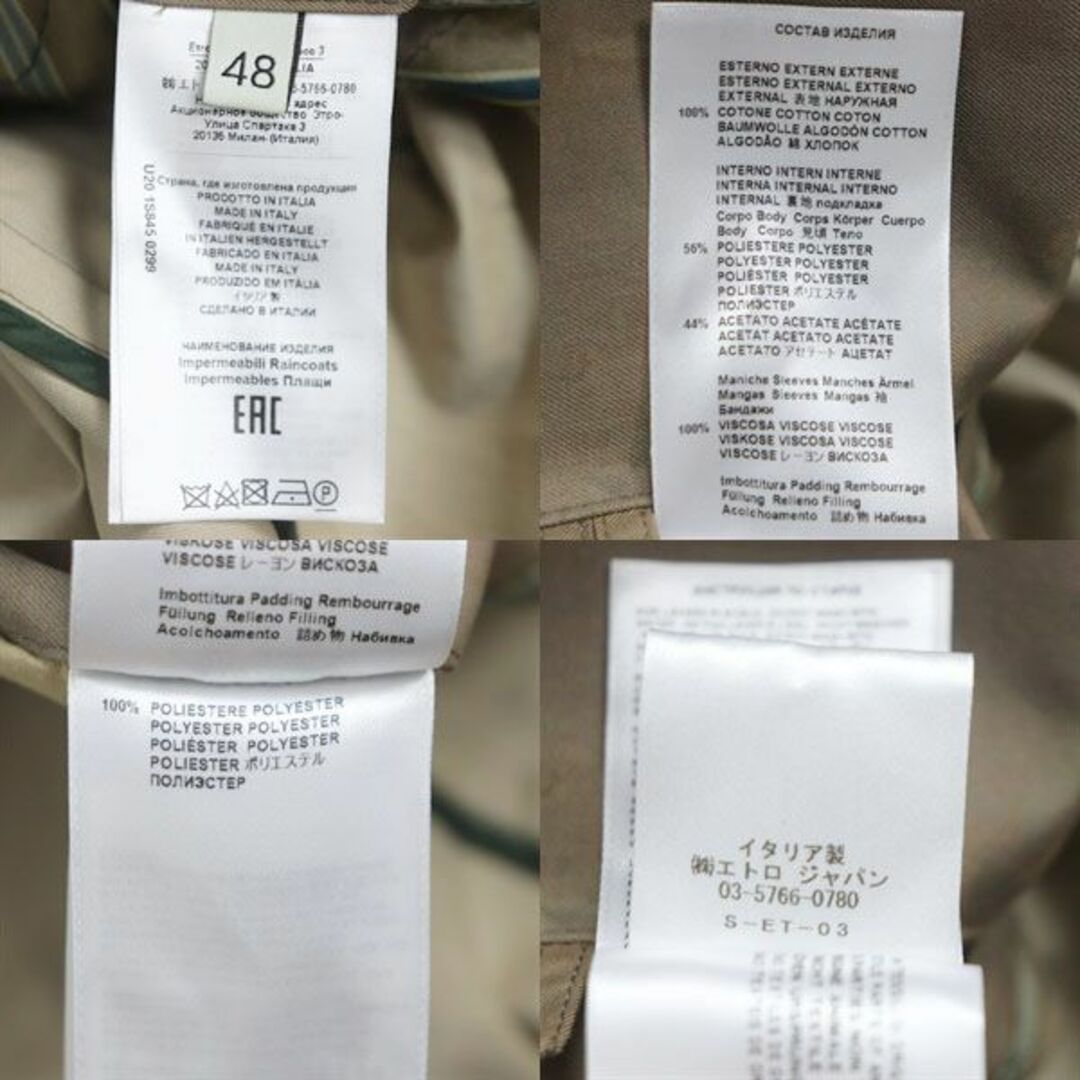 48
3
LIA
5-5766-0780
адрес
Акционерное общество Этро-
Улица Спартака 3
20135 Милан-(Италия)
U20 1S845 0299
Страна, где изготовлена продукция
PRODOTTO IN ITALIA
MADE IN ITALY
FABRIQUE EN ITALIE
IN ITALIEN HERGESTELLT
FABRICADO EN ITALIA
MADE IN ITALY
PRODUZIDO EM ITÁLIA
イタリア製
СДЕЛАНО В ИТАЛИИ
НАИМЕНОВАНИЕ ИЗДЕЛИЯ
Impermeabili Raincoats
Impermeables Плащи
EAC
P
СОСТАВ ИЗДЕЛИЯ
ESTERNO EXTERN EXTERNE
ESTERNO EXTERNAL EXTERNO
EXTERNAL 表地 НАРУЖНАЯ
100% COTONE COTTON COTON
BAUMWOLLE ALGODÓN COTTON
ALGODÃO 綿 ХЛОПОК
INTERNO INTERN INTERNE
INTERNA INTERNAL INTERNO
INTERNAL 裏地 подкладка
Corpo Body Corps Körper Cuerpo
Body Corpo 見頃 Teno
56% POLIESTERE POLYESTER
POLYESTER POLYESTER
POLIÉSTER POLYESTER
POLIESTER ポリエステル
ПОЛИЭСТЕР
44% ACETATO ACETATE ACÉTATE
ACETAT ACETATO ACETATE
ACETATO アセテート АЦЕТАТ
Maniche Sleeves Manches Ärmel
Mangas Sleeves Mangas 袖
Бандажи
100% VISCOSA VISCOSE VISCOSE
VISKOSE VISCOSA VISCOSE
VISCOSE レーヨン ВИСКОЗА
Imbottitura Padding Rembourrage
Füllung Relleno Filling
Acolchoamento 詰め物 Набивка
VISKOSE VISCOSA VISCOSE
VISCOSE レーヨン ВИСКОЗА
Imbottitura Padding Rembourrage
Füllung Relleno Filling
Acolchoamento 詰め物 Набивка
100% POLIESTERE POLYESTER
POLYESTER POLYESTER
POLIÉSTER POLYESTER
POLIESTER ポリエステル
ПОЛИЭСТЕР
イタリア製
㈱エトロ ジャパン
03-5766-0780
S-ET-03